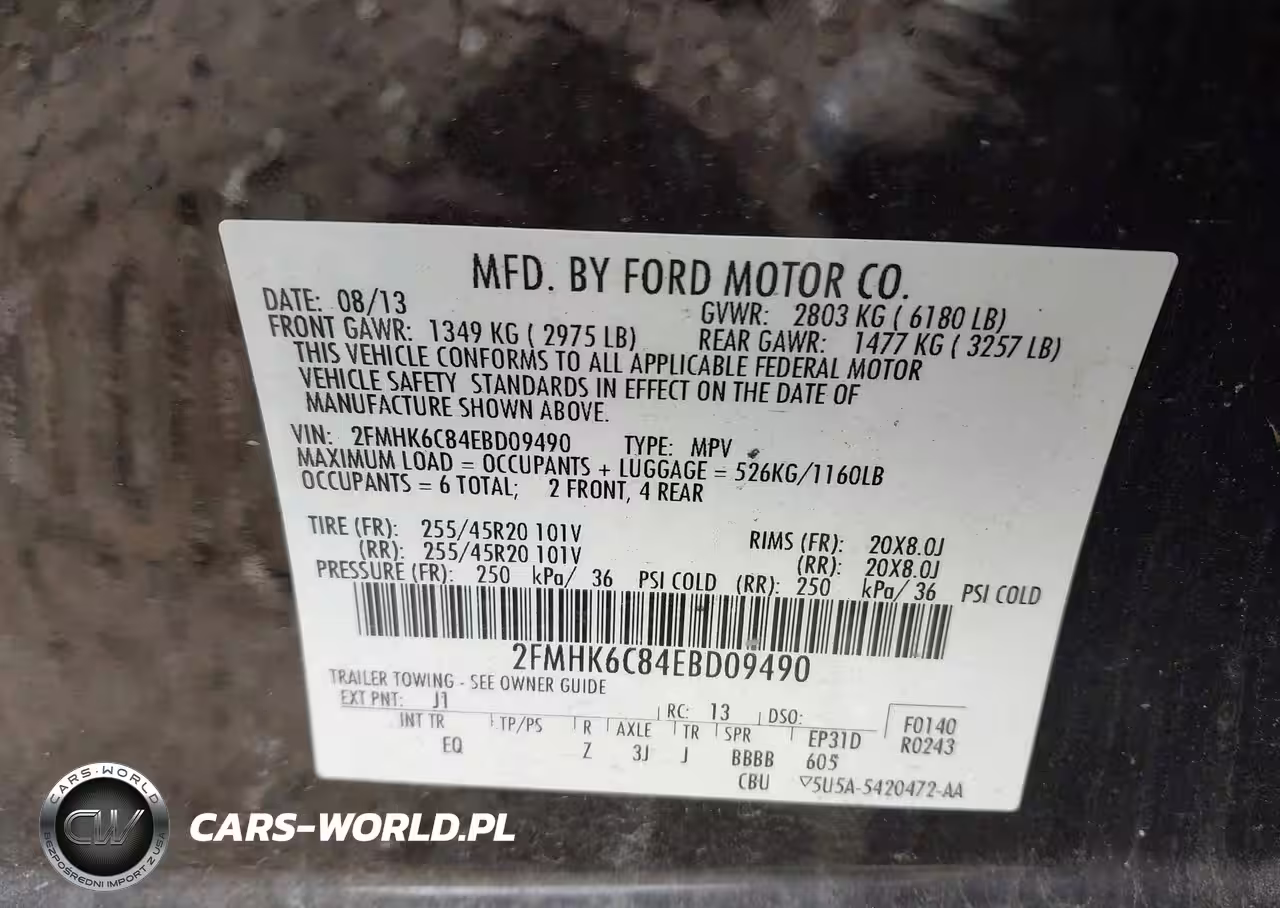 MFD. BY FORD MOTOR CO.
DATE: 08/13 GVWR: 2803 KG ( 6180 LB)
FRONT GAWR: 1349 KG ( 2975 LB) REAR GAWR: 1477 KG ( 3257 LB)
THIS VEHICLE CONFORMS TO ALL APPLICABLE FEDERAL MOTOR
VEHICLE SAFETY STANDARDS IN EFFECT ON THE DATE OF
MANUFACTURE SHOWN ABOVE.
VIN: 2FMHK6C84EBD09490 TYPE: MPV
MAXIMUM LOAD = OCCUPANTS + LUGGAGE = 526KG/1160LB
OCCUPANTS = 6 TOTAL; 2 FRONT, 4 REAR
TIRE (FR): 255/45R20 101V RIMS (FR): 20X8.0J
(RR): 255/45R20 101V (RR): 20X8.0J
PRESSURE (FR): 250 kPa/ 36 PSI COLD (RR): 250 kPa/ 36 PSI COLD
2FMHK6C84EBD09490
TRAILER TOWING - SEE OWNER GUIDE
EXT PNT: J1 RC: 13 DSO: F0140
INT TR TP/PS R AXLE TR SPR EP31D R0243
EQ Z 3J J BBBB 605
CBU ▽5U5A-5420472-AA
CARS-WORLD
CW
BEZPOŚREDNI IMPORT Z USA
CARS-WORLD.PL